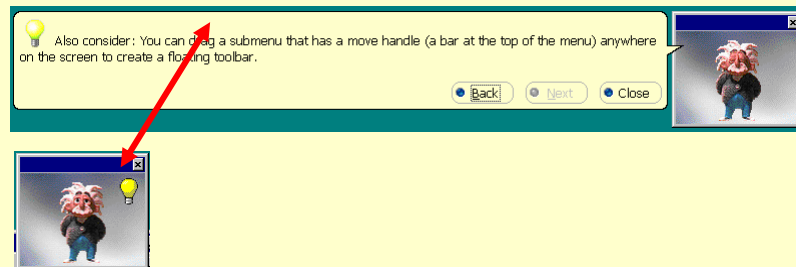 Also consider: You can drag a submenu that has a move handle (a bar at the top of the menu) anywhere
on the screen to create a floating toolbar.
Back Next Close